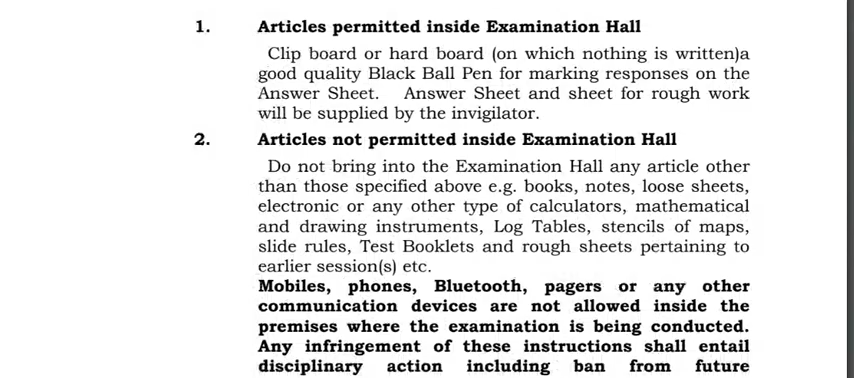 1. Articles permitted inside Examination Hall
Clip board or hard board (on which nothing is written)a
good quality Black Ball Pen for marking responses on the
Answer Sheet. Answer Sheet and sheet for rough work
will be supplied by the invigilator.
2. Articles not permitted inside Examination Hall
Do not bring into the Examination Hall any article other
than those specified above e.g. books, notes, loose sheets,
electronic or any other type of calculators, mathematical
and drawing instruments, Log Tables, stencils of maps,
slide rules, Test Booklets and rough sheets pertaining to
earlier session(s) etc.
Mobiles, phones, Bluetooth, pagers or any other
communication devices are not allowed inside the
premises where the examination is being conducted.
Any infringement of these instructions shall entail
disciplinary action including ban from future